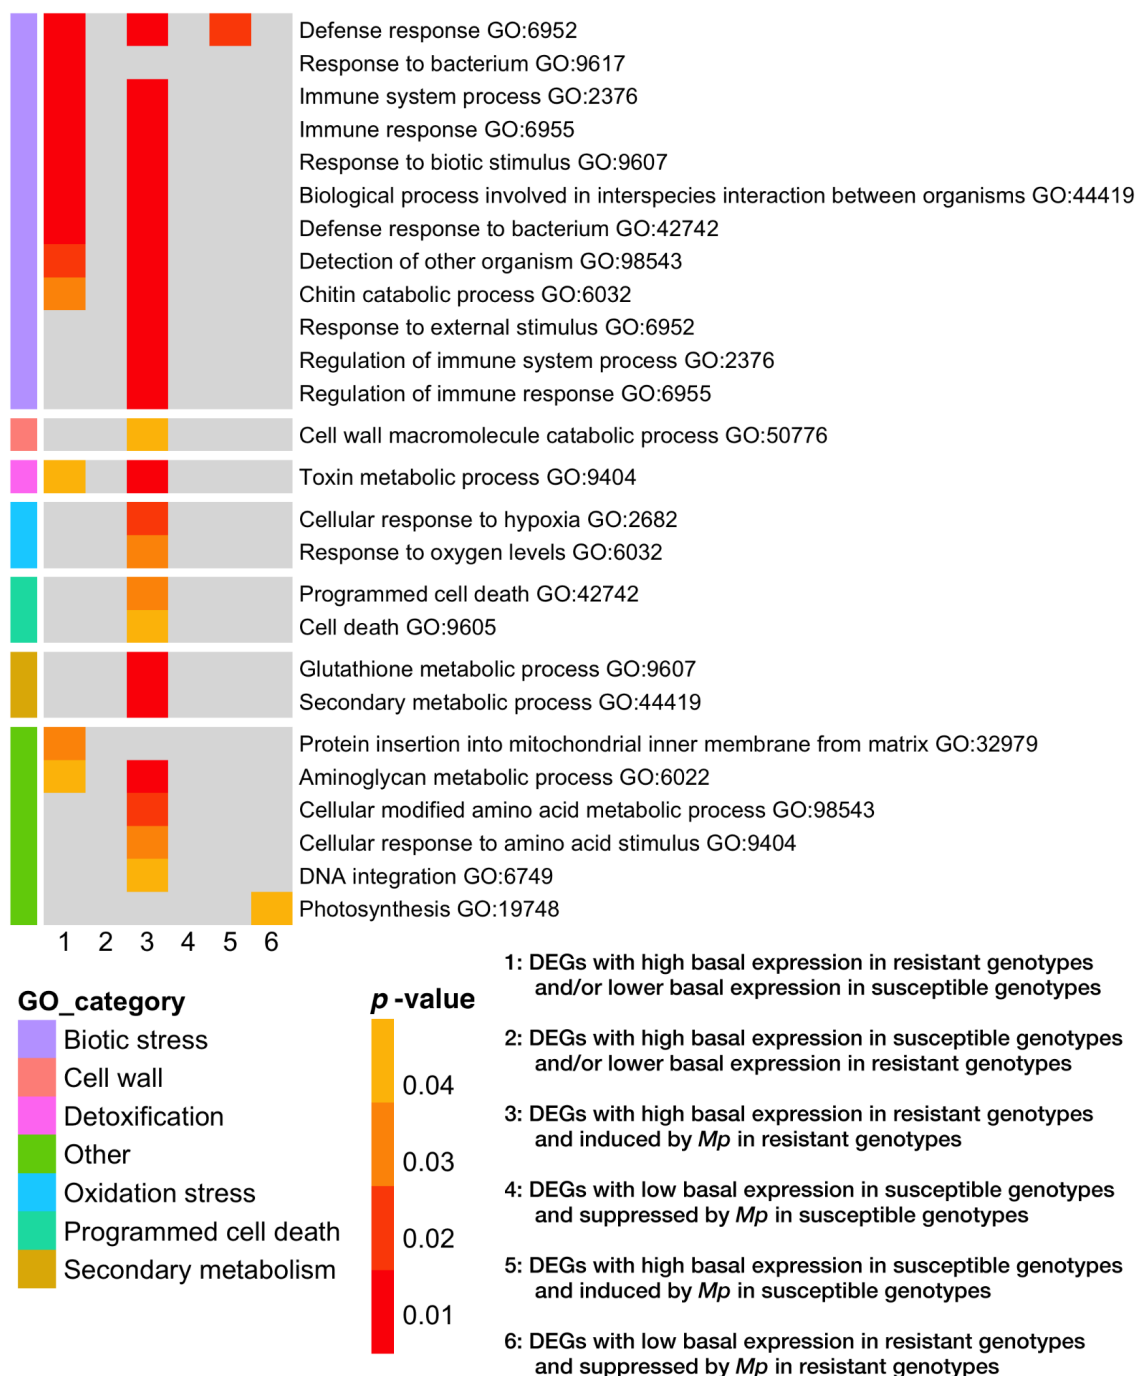 Defense response GO:6952
Response to bacterium GO:9617
Immune system process GO:2376
Immune response GO:6955
Response to biotic stimulus GO:9607
Biological process involved in interspecies interaction between organisms GO:44419
Defense response to bacterium GO:42742
Detection of other organism GO:98543
Chitin catabolic process GO:6032
Response to external stimulus GO:6952
Regulation of immune system process GO:2376
Regulation of immune response GO:6955
Cell wall macromolecule catabolic process GO:50776
Toxin metabolic process GO:9404
Cellular response to hypoxia GO:2682
Response to oxygen levels GO:6032
Programmed cell death GO:42742
Cell death GO:9605
Glutathione metabolic process GO:9607
Secondary metabolic process GO:44419
Protein insertion into mitochondrial inner membrane from matrix GO:32979
Aminoglycan metabolic process GO:6022
Cellular modified amino acid metabolic process GO:98543
Cellular response to amino acid stimulus GO:9404
DNA integration GO:6749
Photosynthesis GO:19748
1 2 3 4 5 6
GO_category
Biotic stress
Cell wall
Detoxification
Other
Oxidation stress
Programmed cell death
Secondary metabolism
p -value
0.04
0.03
0.02
0.01
1: DEGs with high basal expression in resistant genotypes
and/or lower basal expression in susceptible genotypes
2: DEGs with high basal expression in susceptible genotypes
and/or lower basal expression in resistant genotypes
3: DEGs with high basal expression in resistant genotypes
and induced by Mp in resistant genotypes
4: DEGs with low basal expression in susceptible genotypes
and suppressed by Mp in susceptible genotypes
5: DEGs with high basal expression in susceptible genotypes
and induced by Mp in susceptible genotypes
6: DEGs with low basal expression in resistant genotypes
and suppressed by Mp in resistant genotypes